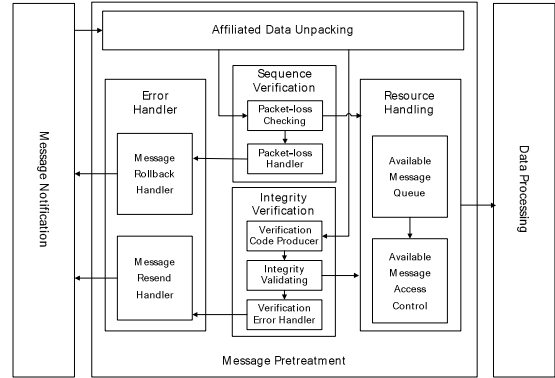 Affiliated Data Unpacking
Message Notification
Error
Handler
Message
Rollback
Handler
Message
Resend
Handler
Sequence
Verification
Packet-loss
Checking
Packet-loss
Handler
Integrity
Verification
Verification
Code Producer
Integrity
Validating
Verification
Error Handler
Resource
Handling
Available
Message
Queue
Available
Message
Access
Control
Data Processing
Message Pretreatment